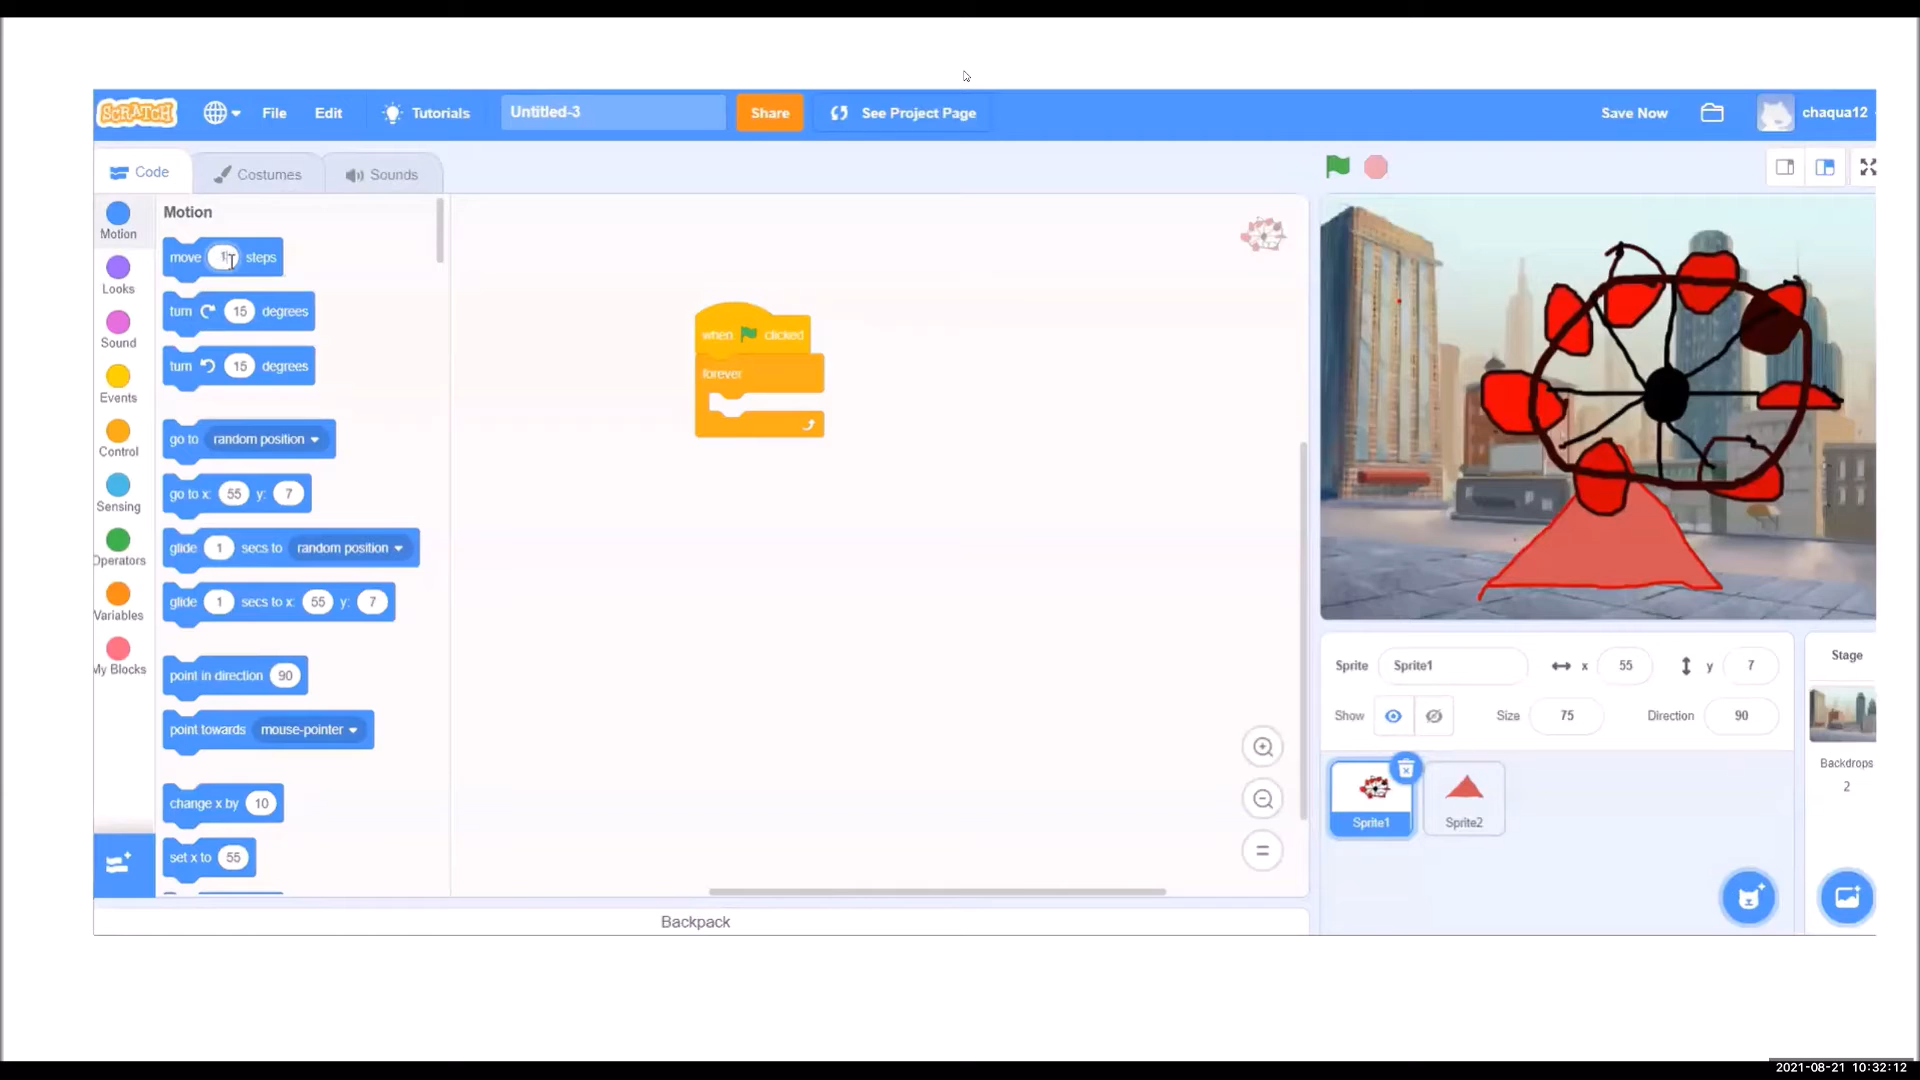 SCRATCH
File
Edit
Tutorials
Untitled-3
Share
See Project Page
Save Now
chaqua12
Code
Costumes
Sounds
Motion
Looks
Sound
Events
Control
Sensing
Operators
Variables
My Blocks
Motion
move 1 steps
turn 15 degrees
turn 15 degrees
go to random position
go to x: 55 y: 7
glide 1 secs to random position
glide 1 secs to x: 55 y: 7
point in direction 90
point towards mouse-pointer
change x by 10
set x to 55
when clicked
forever
Backpack
Sprite Sprite1 x 55 y 7
Show Size 75 Direction 90
Sprite1
Sprite2
Stage
Backdrops
2
2021-08-21 10:32:12